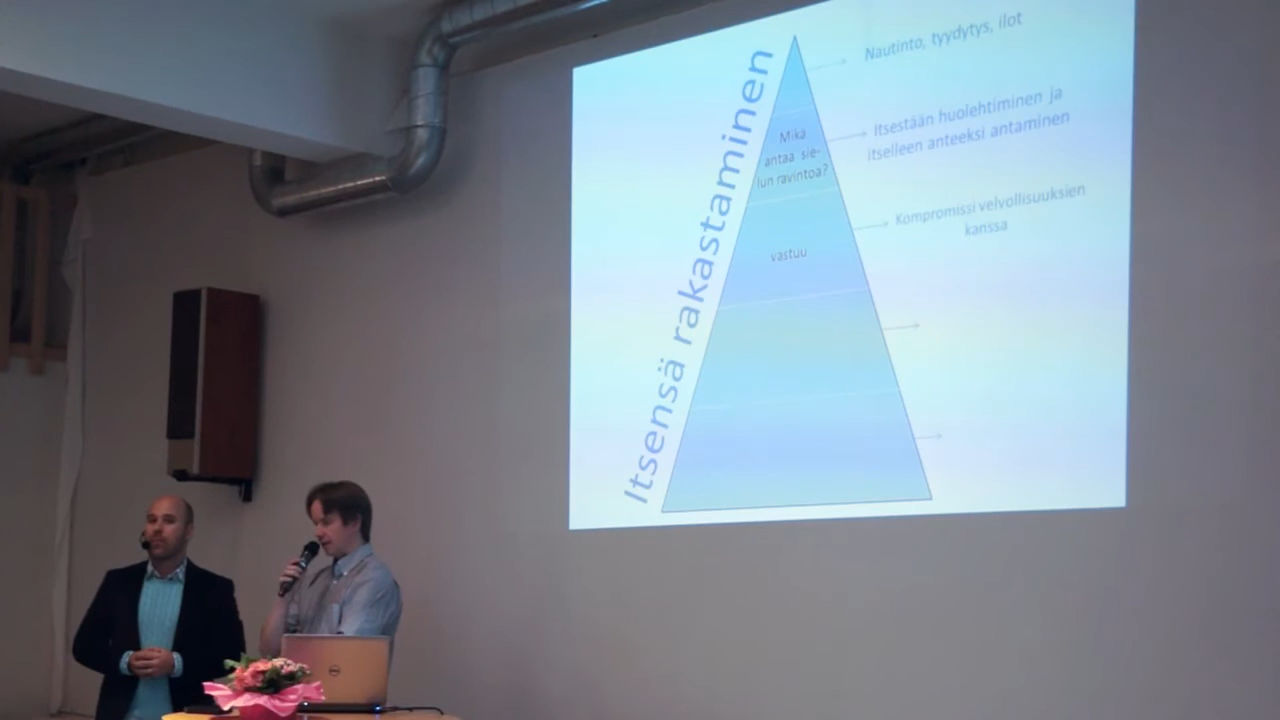 Itsensä rakastaminen
Nautinto, tyydytys, ilot
Mikä
antaa sie-
lun ravintoa?
Itsestään huolehtiminen ja
itselleen anteeksi antaminen
vastuu
Kompromissi velvollisuuksien
kanssa
DELL